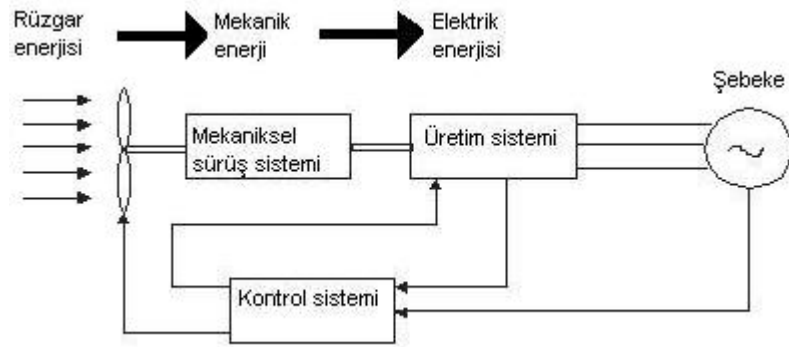 Rüzgar
enerjisi
Mekanik
enerji
Elektrik
enerjisi
Şebeke
Mekaniksel
sürüş sistemi
Üretim sistemi
Kontrol sistemi